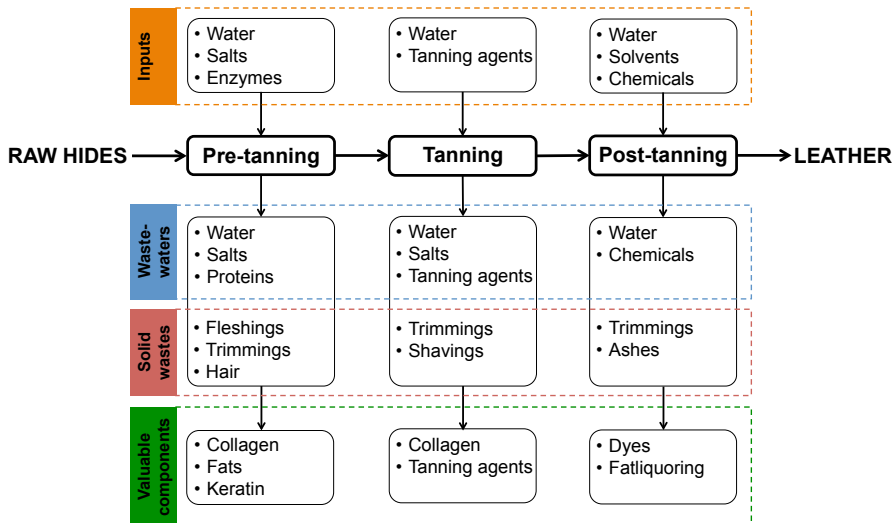 Inputs
• Water
• Salts
• Enzymes
• Water
• Tanning agents
• Water
• Solvents
• Chemicals
RAW HIDES
Pre-tanning
Tanning
Post-tanning
LEATHER
Waste-
waters
• Water
• Salts
• Proteins
• Water
• Salts
• Tanning agents
• Water
• Chemicals
Solid
wastes
• Fleshings
• Trimmings
• Hair
• Trimmings
• Shavings
• Trimmings
• Ashes
Valuable
components
• Collagen
• Fats
• Keratin
• Collagen
• Tanning agents
• Dyes
• Fatliquoring